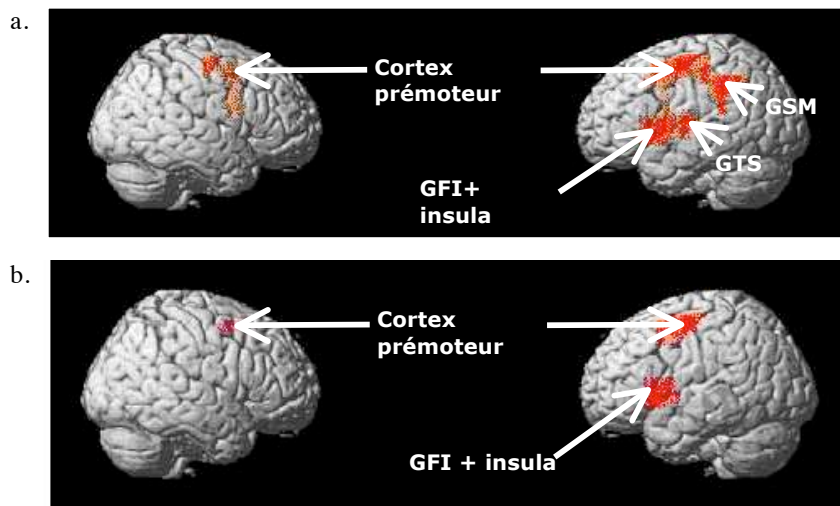 a.
Cortex
prémoteur
GSM
GTS
GFI+
insula
b.
Cortex
prémoteur
GFI + insula